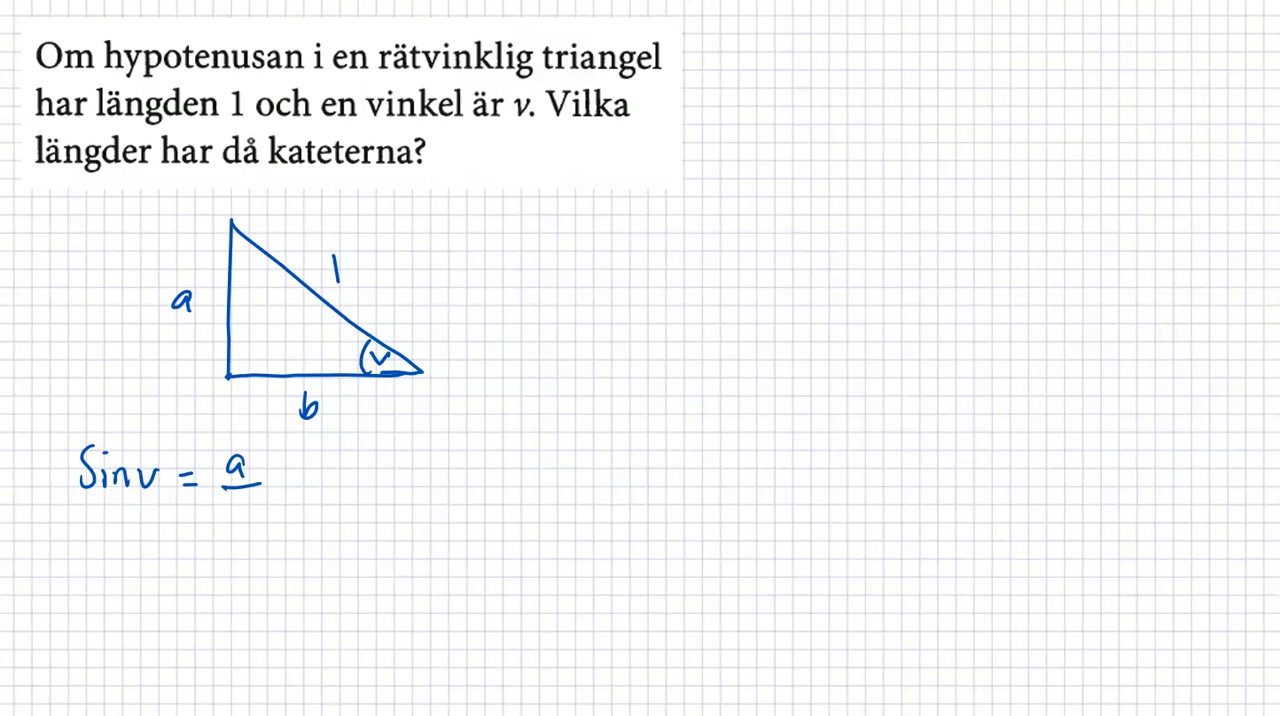 Om hypotenusan i en rätvinklig triangel
har längden 1 och en vinkel är v. Vilka
längder har då kateterna?
1
a
v
b
Sinv = a